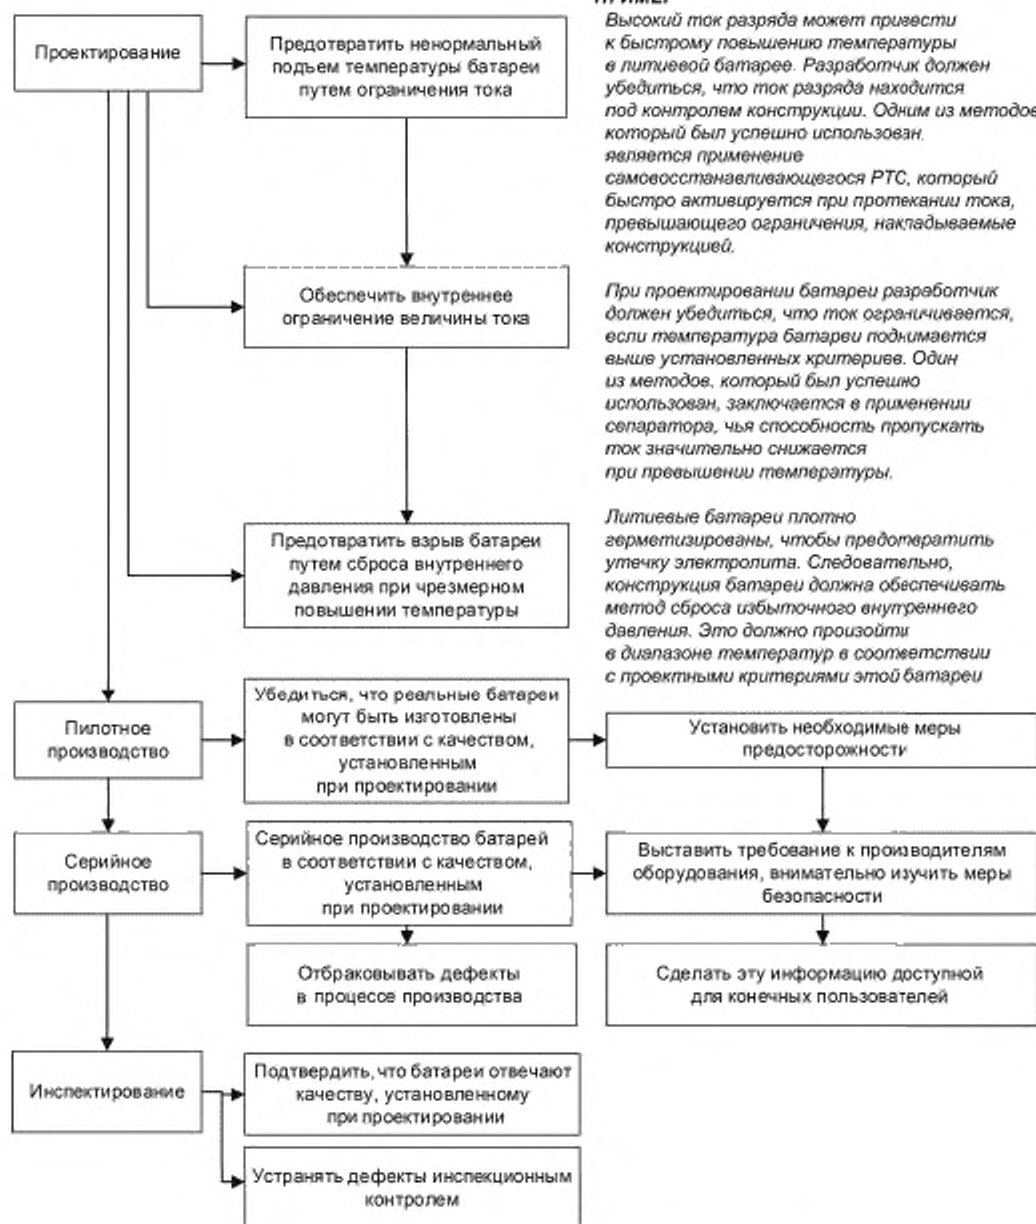 ПРИМЕР
Проектирование
Предотвратить ненормальный
подъем температуры батареи
путем ограничения тока
Высокий ток разряда может привести
к быстрому повышению температуры
в литиевой батарее. Разработчик должен
убедиться, что ток разряда находится
под контролем конструкции. Одним из методов
который был успешно использован,
является применение
самовосстанавливающегося РТС, который
быстро активируется при протекании тока,
превышающего ограничения, накладываемые
конструкцией.
Обеспечить внутреннее
ограничение величины тока
При проектировании батареи разработчик
должен убедиться, что ток ограничивается,
если температура батареи поднимается
выше установленных критериев. Один
из методов, который был успешно
использован, заключается в применении
сепаратора, чья способность пропускать
ток значительно снижается
при превышении температуры.
Предотвратить взрыв батареи
путем сброса внутреннего
давления при чрезмерном
повышении температуры
Литиевые батареи плотно
герметизированы, чтобы предотвратить
утечку электролита. Следовательно,
конструкция батареи должна обеспечивать
метод сброса избыточного внутреннего
давления. Это должно произойти
в диапазоне температур в соответствии
с проектными критериями этой батареи
Пилотное
производство
Убедиться, что реальные батареи
могут быть изготовлены
в соответствии с качеством,
установленным
при проектировании
Установить необходимые меры
предосторожности
Серийное
производство
Серийное производство батарей
в соответствии с качеством,
установленным
при проектировании
Выставить требование к производителям
оборудования, внимательно изучить меры
безопасности
Отбраковывать дефекты
в процессе производства
Сделать эту информацию доступной
для конечных пользователей
Инспектирование
Подтвердить, что батареи отвечают
качеству, установленному
при проектировании
Устранять дефекты инспекционным
контролем